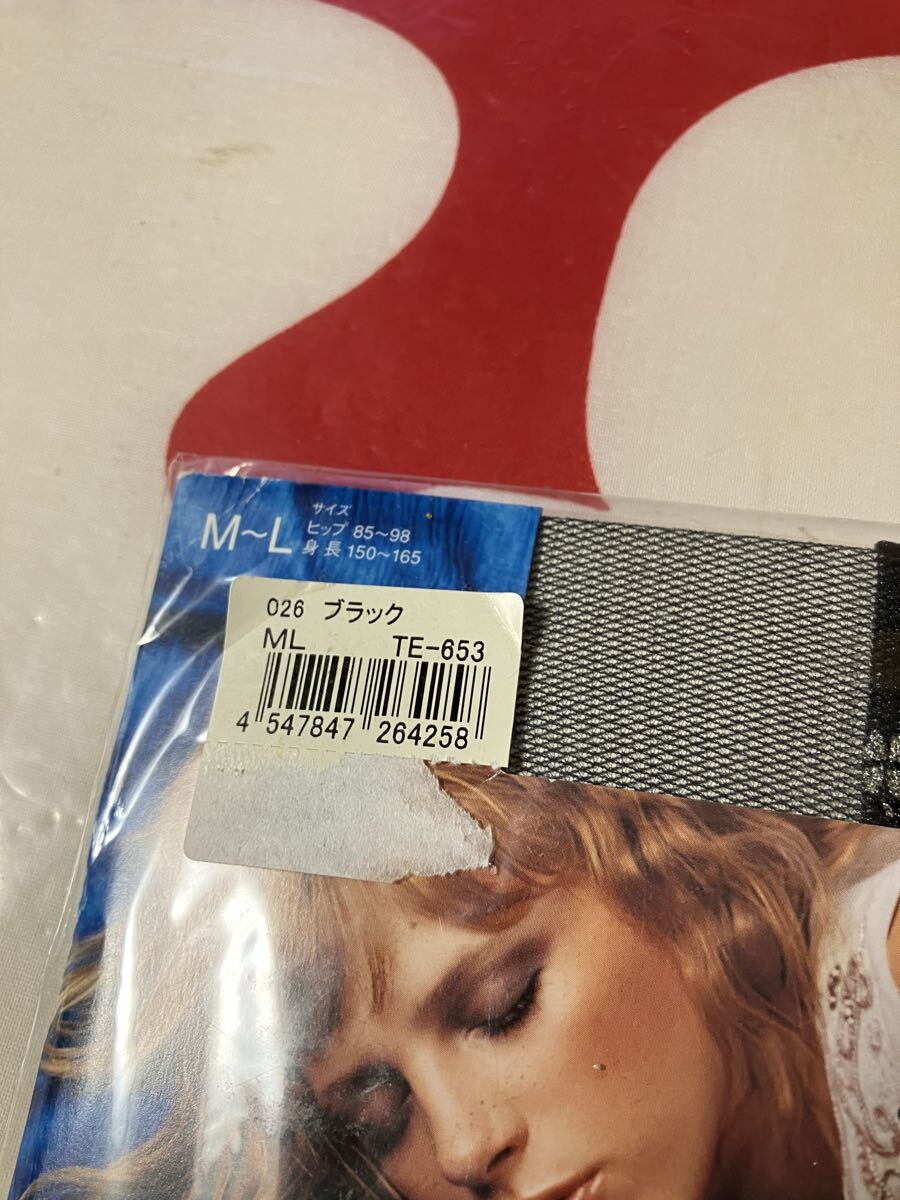 M~L
サイズ
ヒップ 85~98
身長 150~165
026 ブラック
ML TE-653
4 547847 264258